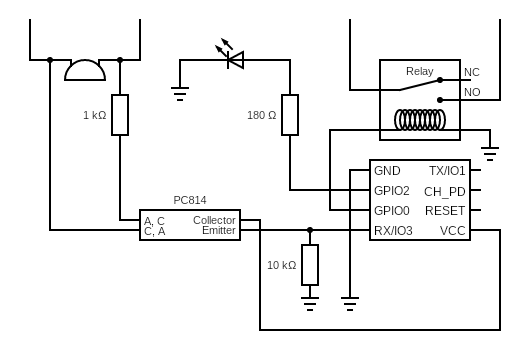 Relay
NC
NO
1 kΩ
180 Ω
GND
TX/IO1
GPIO2
CH_PD
GPIO0
RESET
RX/IO3
VCC
PC814
A, C
Collector
C, A
Emitter
10 kΩ